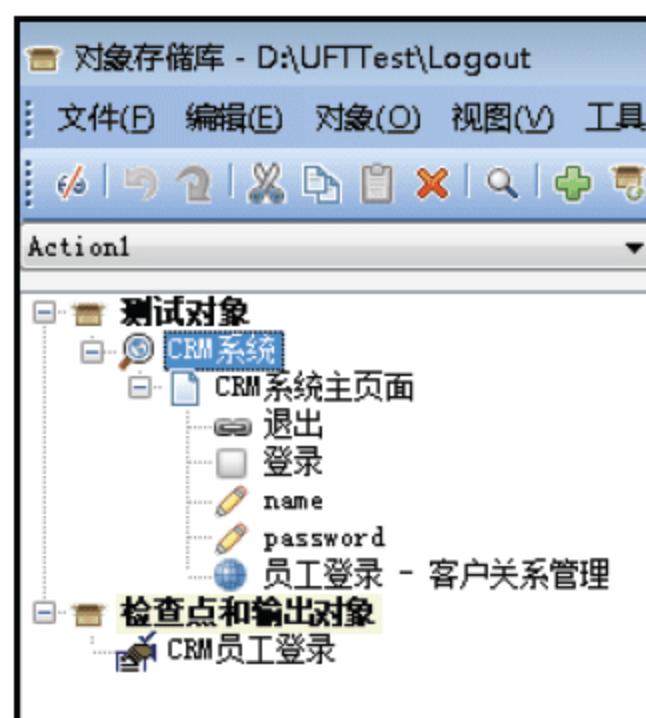 对象存储库 - D:\UFTTest\Logout
文件(F) 编辑(E) 对象(O) 视图(V) 工具
Action1
测试对象
CRM系统
CRM系统主页面
退出
登录
name
password
员工登录 - 客户关系管理
检查点和输出对象
CRM员工登录